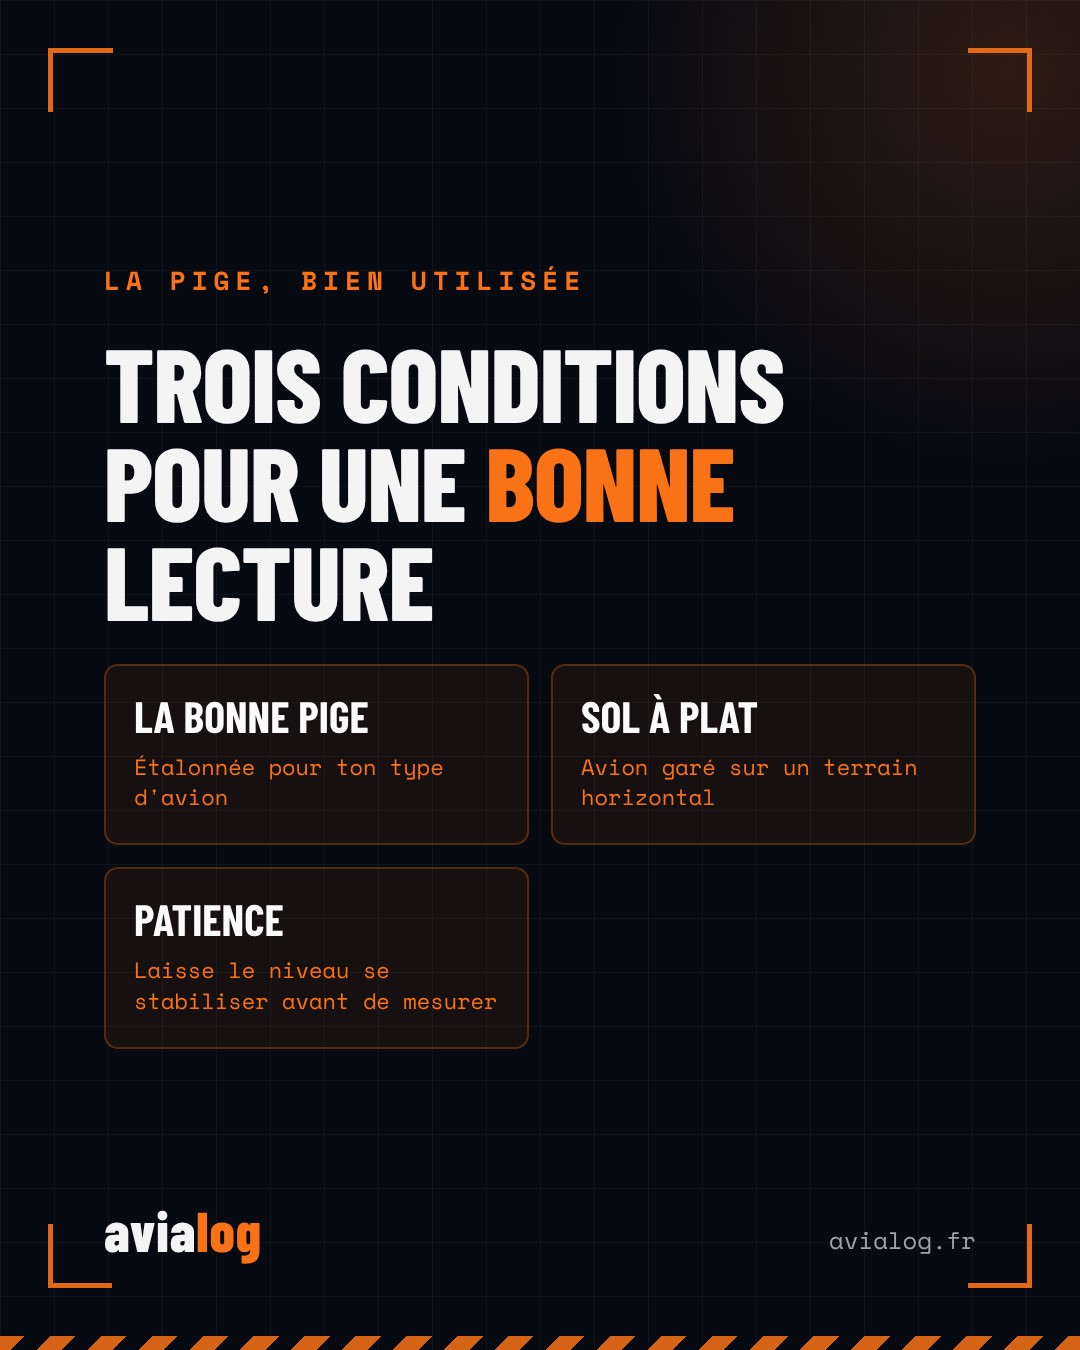 LA PIGE, BIEN UTILISÉE
TROIS CONDITIONS
POUR UNE BONNE
LECTURE
LA BONNE PIGE
Étalonnée pour ton type
d'avion
SOL À PLAT
Avion garé sur un terrain
horizontal
PATIENCE
Laisse le niveau se
stabiliser avant de mesurer
avialog
avialog.fr